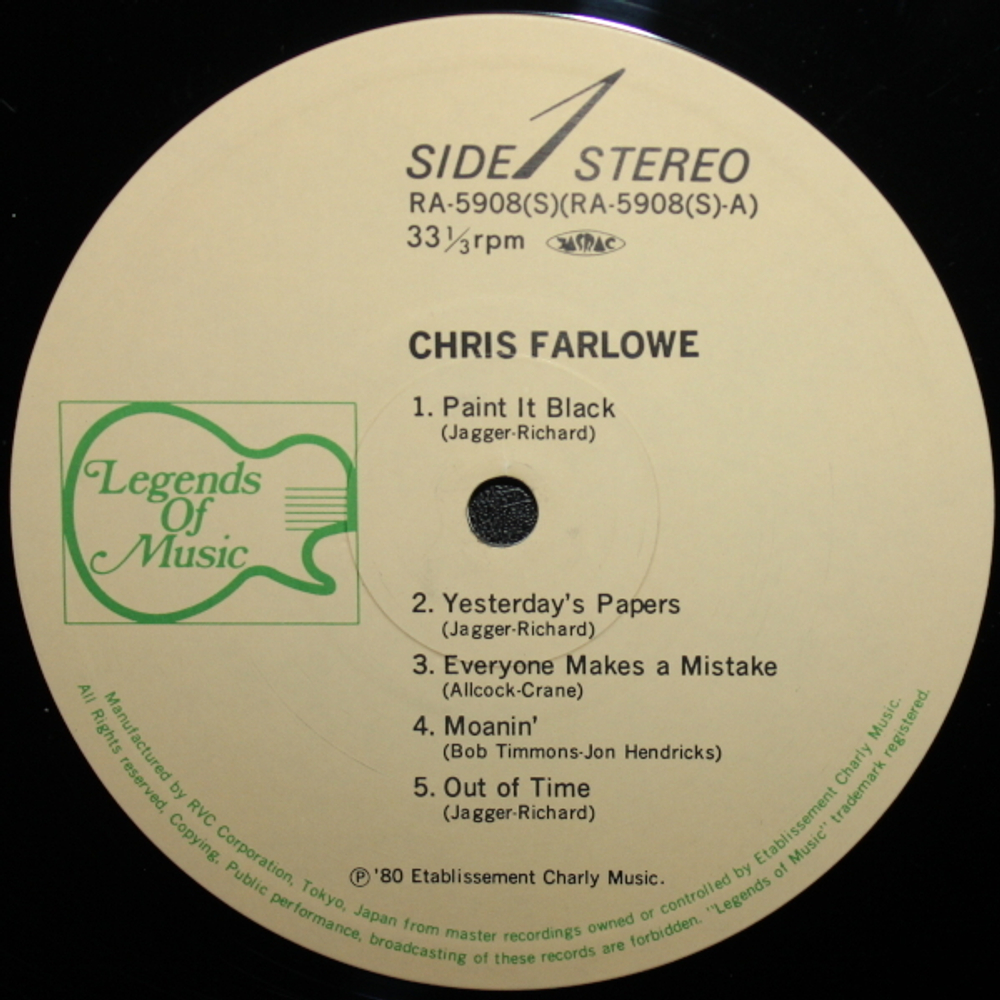 SIDE 1 STEREO
RA-5908(S)(RA-5908(S)-A)
33 1/3 rpm JASRAC
CHRIS FARLOWE
1. Paint It Black
(Jagger-Richard)
Legends
Of
Music
2. Yesterday's Papers
(Jagger-Richard)
3. Everyone Makes a Mistake
(Allcock-Crane)
4. Moanin'
(Bob Timmons-Jon Hendricks)
5. Out of Time
(Jagger-Richard)
Ⓟ '80 Etablissement Charly Music.
Manufactured by RVC Corporation, Tokyo, Japan from master recordings owned or controlled by Etablissement Charly Music.
All Rights reserved, Copying, Public performance, broadcasting of these records are forbidden. "Legends of Music" trademark registered.